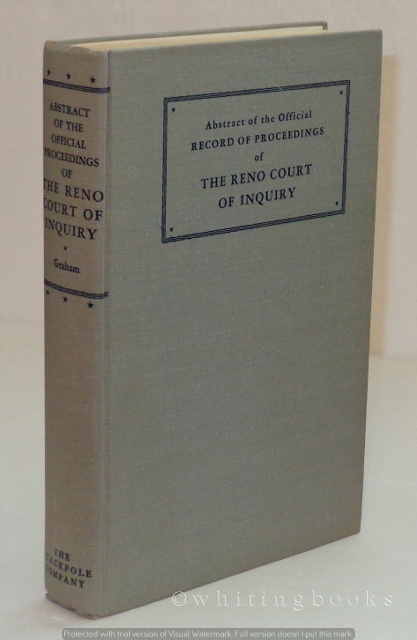 ABSTRACT
OF THE
OFFICIAL
PROCEEDINGS
OF
THE RENO
COURT OF
INQUIRY
Graham
THE
STACKPOLE
COMPANY
Abstract of the Official
RECORD OF PROCEEDINGS
of
THE RENO COURT
OF INQUIRY
©whitingbooks
Protected with trial version of Visual Watermark. Full version doesn't put this mark.